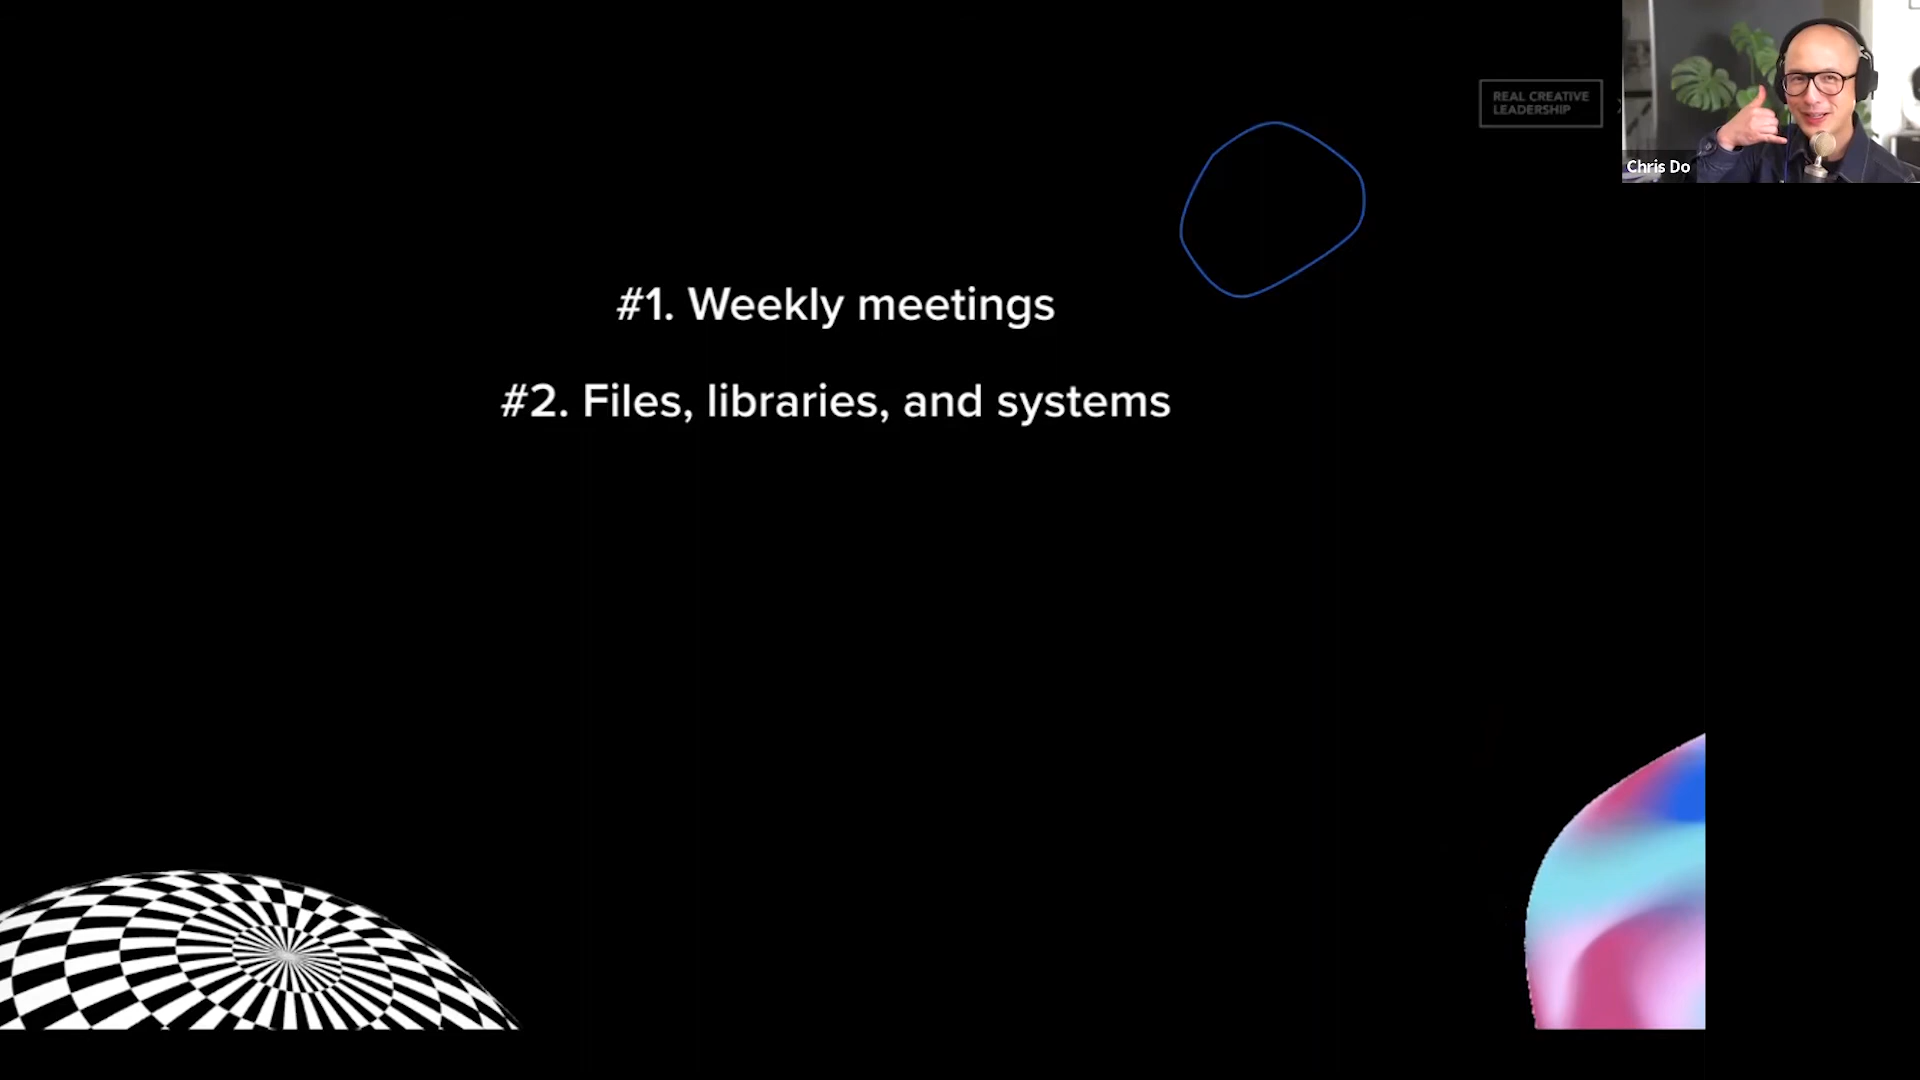 REAL CREATIVE
LEADERSHIP
Chris Do
#1. Weekly meetings
#2. Files, libraries, and systems